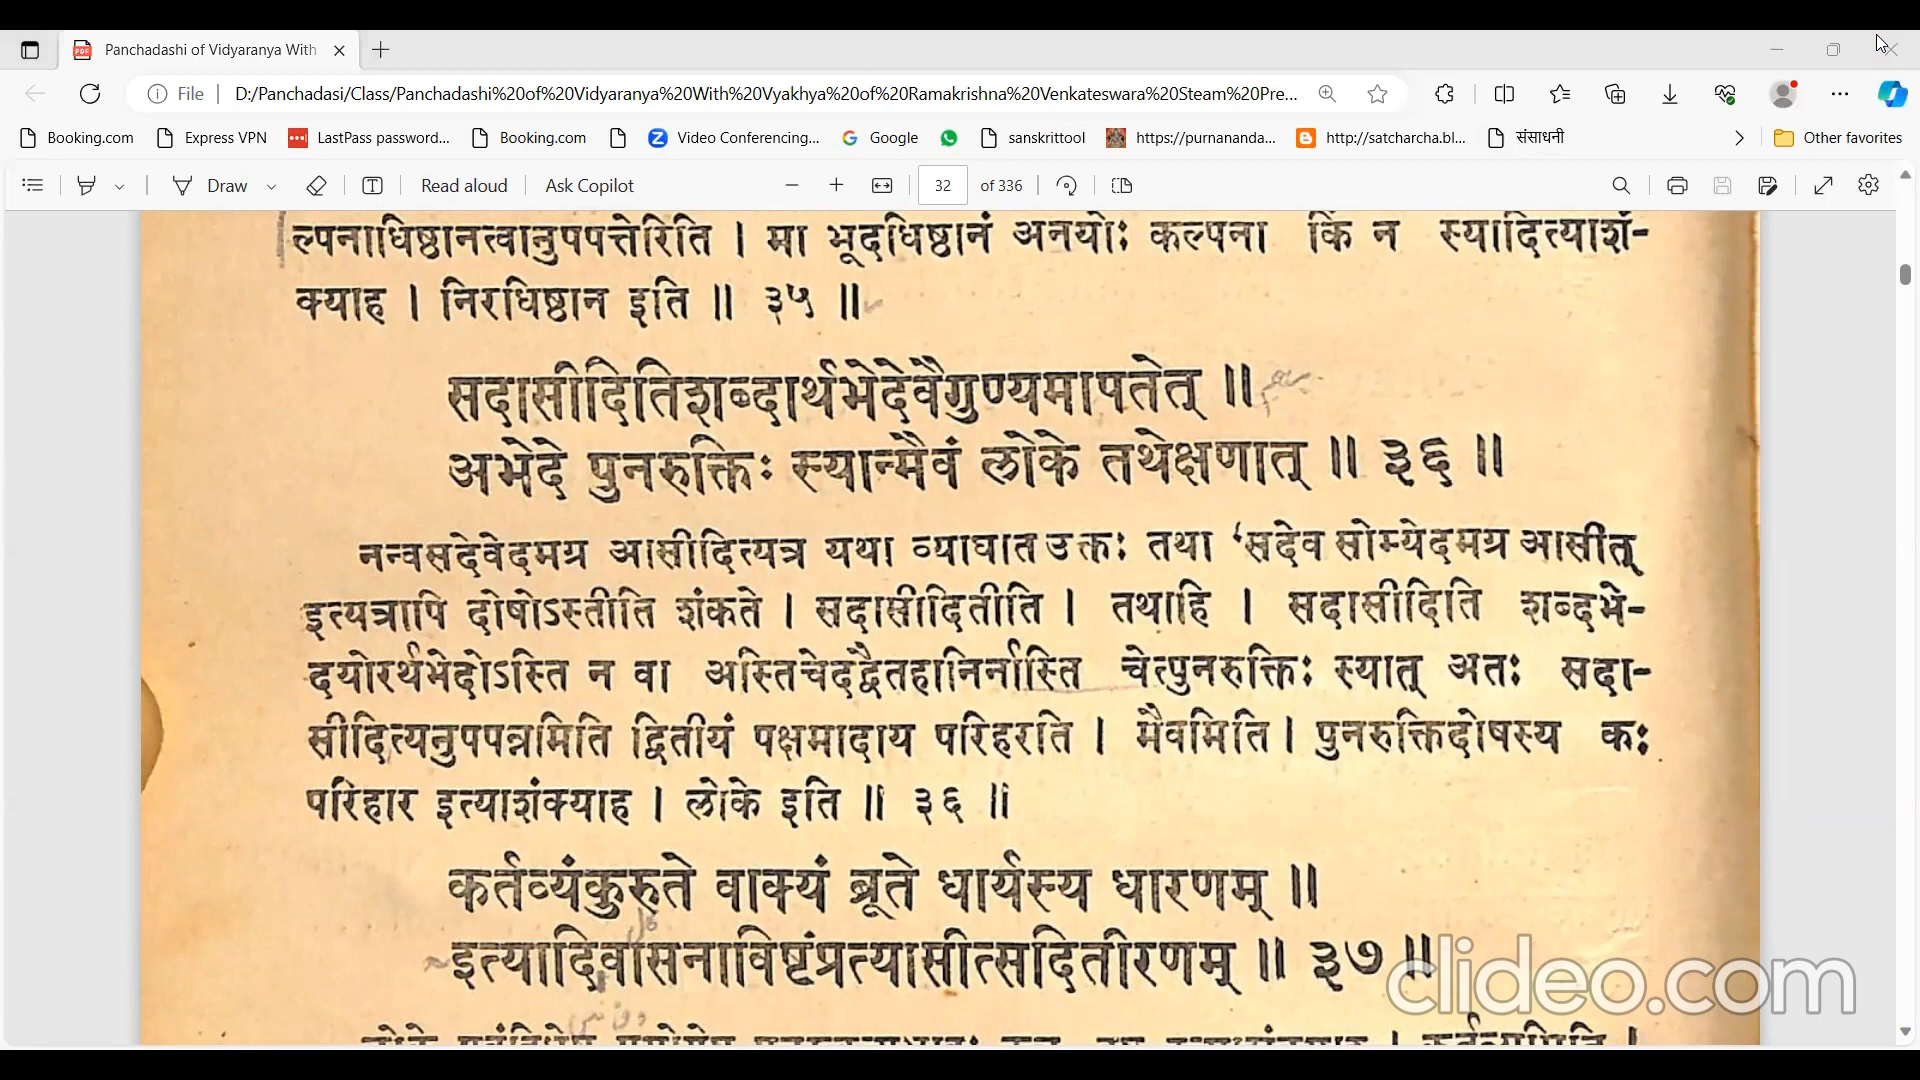 Panchadashi of Vidyaranya With
File D:/Panchadasi/Class/Panchadashi%20of%20Vidyaranya%20With%20Vyakhya%20of%20Ramakrishna%20Venkateswara%20Steam%20Pre...
Booking.com Express VPN LastPass password... Booking.com Video Conferencing... Google sanskrittool https://purnananda... http://satcharcha.bl... संसाधनी Other favorites
Draw Read aloud Ask Copilot 32 of 336
ल्पनाधिष्ठानत्वानुपपत्तेरिति । मा भूदधिष्ठानं अनयोः कल्पना किं न स्यादित्याशं-
क्याह । निरधिष्ठान इति ॥ ३५ ॥
सदासीदितिशब्दार्थभेदेवैगुण्यमापतेत् ॥
अभेदे पुनरुक्तिः स्यान्मैवं लोके तथेक्षणात् ॥ ३६ ॥
नन्वसदेवेदमग्र आसीदित्यत्र यथा व्याघात उक्तः तथा ‘सदेव सोम्येदमग्र आसीत्
इत्यत्रापि दोषोऽस्तीति शंकते । सदासीदितीति । तथाहि । सदासीदिति शब्दभे-
दयोरर्थभेदोऽस्ति न वा अस्तिचेदद्वैतहानिर्नास्ति चेत्पुनरुक्तिः स्यात् अतः सदा-
सीदित्यनुपपन्नमिति द्वितीयं पक्षमादाय परिहरति । मैवमिति । पुनरुक्तिदोषस्य कः
परिहार इत्याशंक्याह । लोके इति ॥ ३६ ॥
कर्तव्यंकुरुते वाक्यं ब्रूते धार्यस्य धारणम् ॥
इत्यादिवासनाविष्टंप्रत्यासीत्सदितीरणम् ॥ ३७ ॥
clideo.com